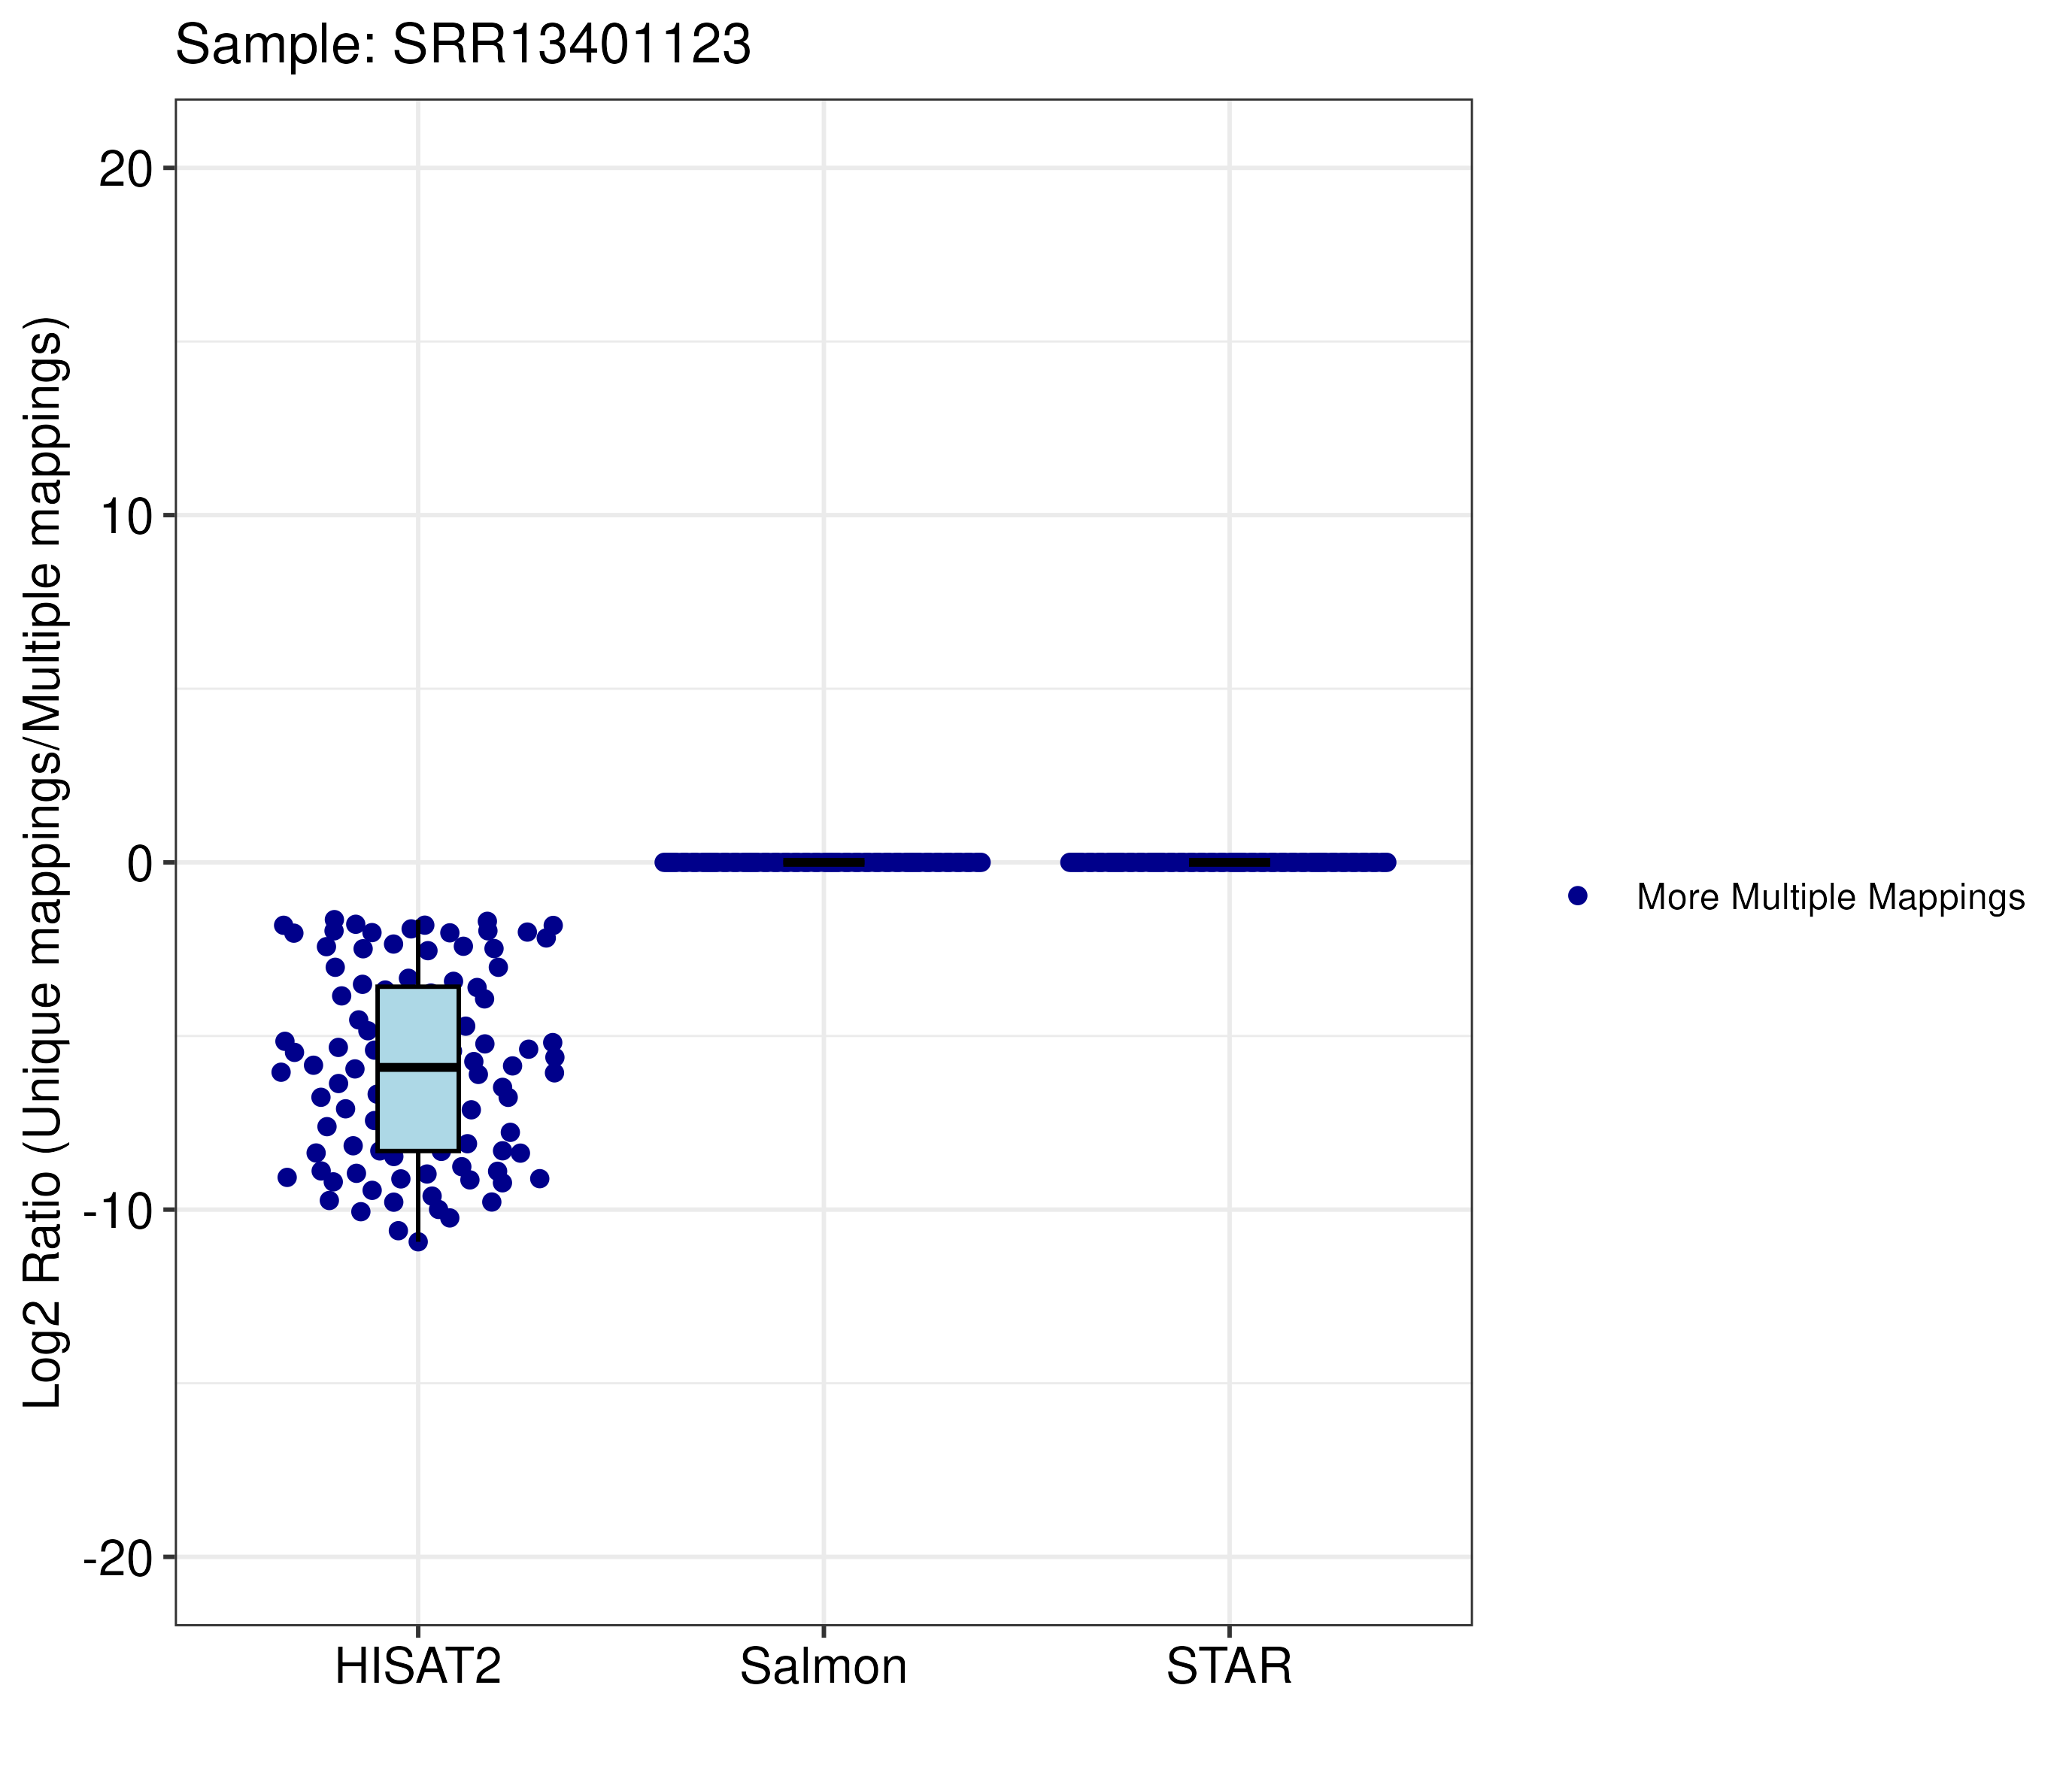 Sample: SRR13401123
Log2 Ratio (Unique mappings/Multiple mappings)
20
10
0
-10
-20
HISAT2
Salmon
STAR
More Multiple Mappings